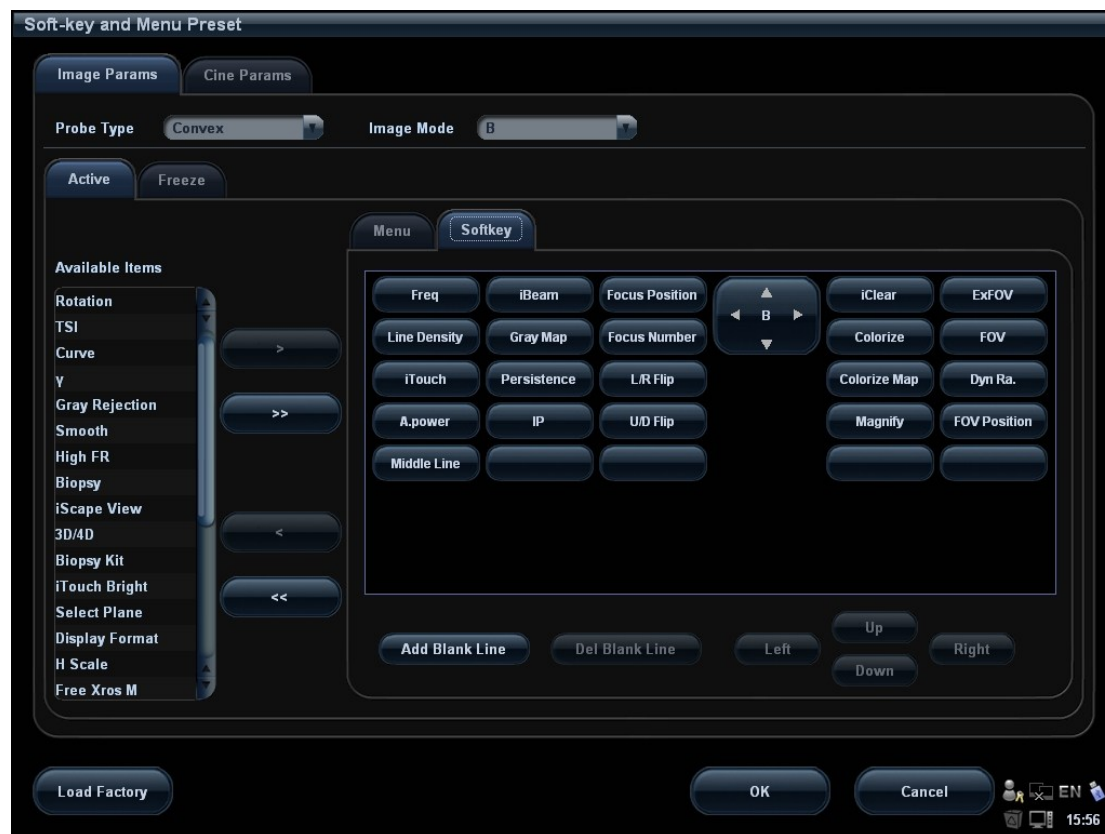 Soft-key and Menu Preset
Image Params Cine Params
Probe Type Convex Image Mode B
Active Freeze
Menu Softkey
Available Items
Rotation
TSI
Curve
γ
Gray Rejection
Smooth
High FR
Biopsy
iScape View
3D/4D
Biopsy Kit
iTouch Bright
Select Plane
Display Format
H Scale
Free Xros M
>
>>
<
<<
Freq iBeam Focus Position B iClear ExFOV
Line Density Gray Map Focus Number Colorize FOV
iTouch Persistence L/R Flip Colorize Map Dyn Ra.
A.power IP U/D Flip Magnify FOV Position
Middle Line
Add Blank Line Del Blank Line Left Up Down Right
Load Factory OK Cancel EN
15:56